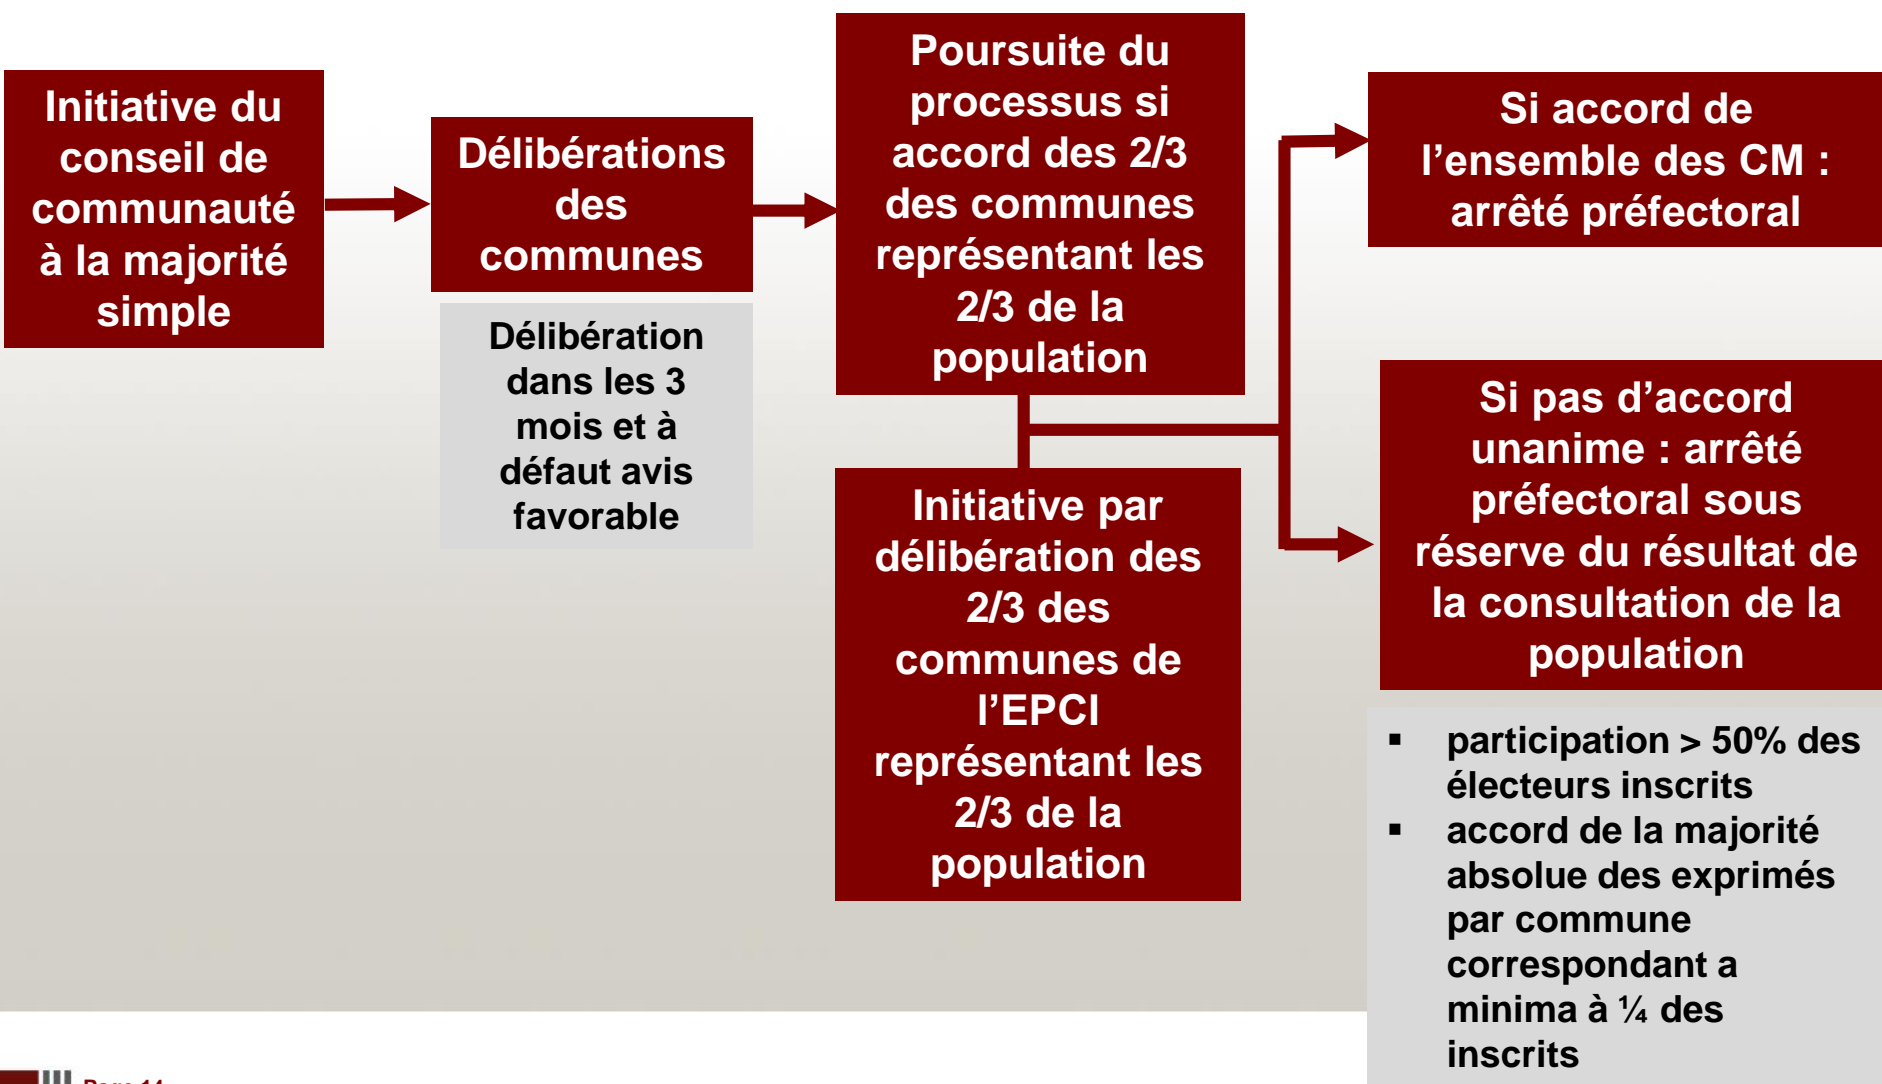 Initiative du
conseil de
communauté
à la majorité
simple
Délibérations
des
communes
Délibération
dans les 3
mois et à
défaut avis
favorable
Poursuite du
processus si
accord des 2/3
des communes
représentant les
2/3 de la
population
Initiative par
délibération des
2/3 des
communes de
l’EPCI
représentant les
2/3 de la
population
Si accord de
l’ensemble des CM :
arrêté préfectoral
Si pas d’accord
unanime : arrêté
préfectoral sous
réserve du résultat de
la consultation de la
population
▪ participation > 50% des
électeurs inscrits
▪ accord de la majorité
absolue des exprimés
par commune
correspondant a
minima à ¼ des
inscrits
Page 14